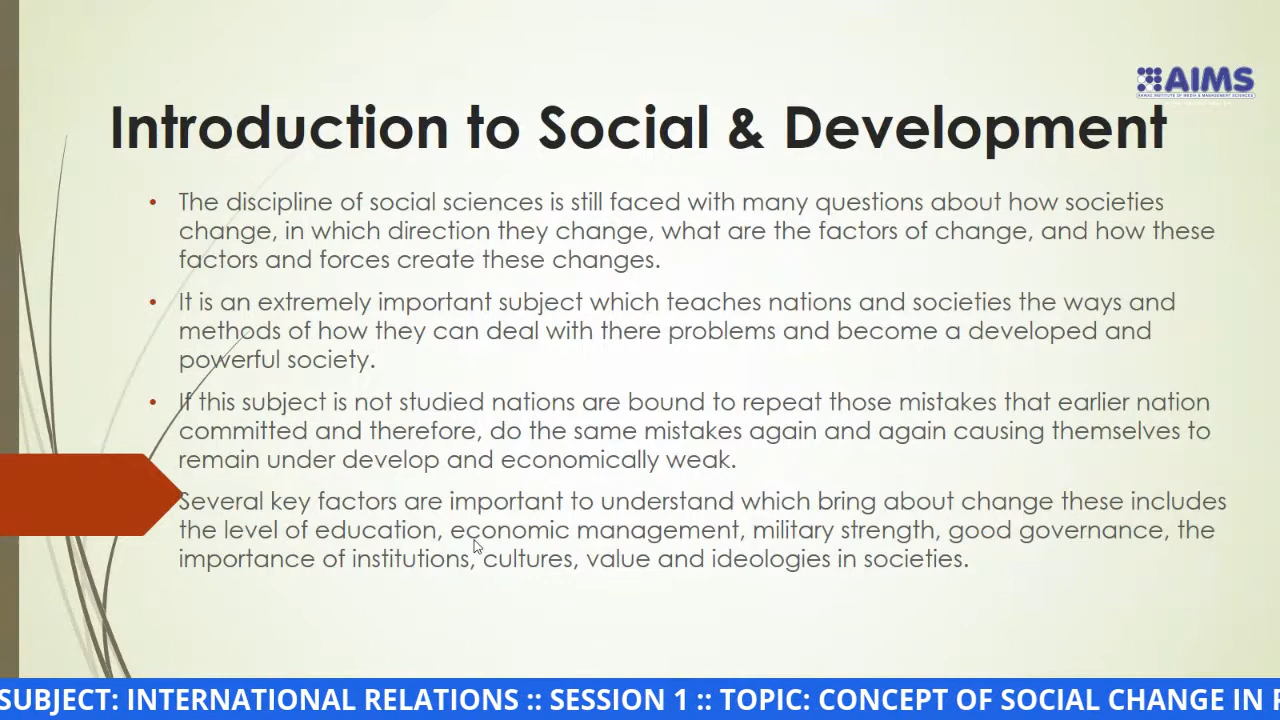 AIMS
Introduction to Social & Development
The discipline of social sciences is still faced with many questions about how societies
change, in which direction they change, what are the factors of change, and how these
factors and forces create these changes.
It is an extremely important subject which teaches nations and societies the ways and
methods of how they can deal with there problems and become a developed and
powerful society.
If this subject is not studied nations are bound to repeat those mistakes that earlier nation
committed and therefore, do the same mistakes again and again causing themselves to
remain under develop and economically weak.
Several key factors are important to understand which bring about change these includes
the level of education, economic management, military strength, good governance, the
importance of institutions, cultures, value and ideologies in societies.
SUBJECT: INTERNATIONAL RELATIONS :: SESSION 1 :: TOPIC: CONCEPT OF SOCIAL CHANGE IN